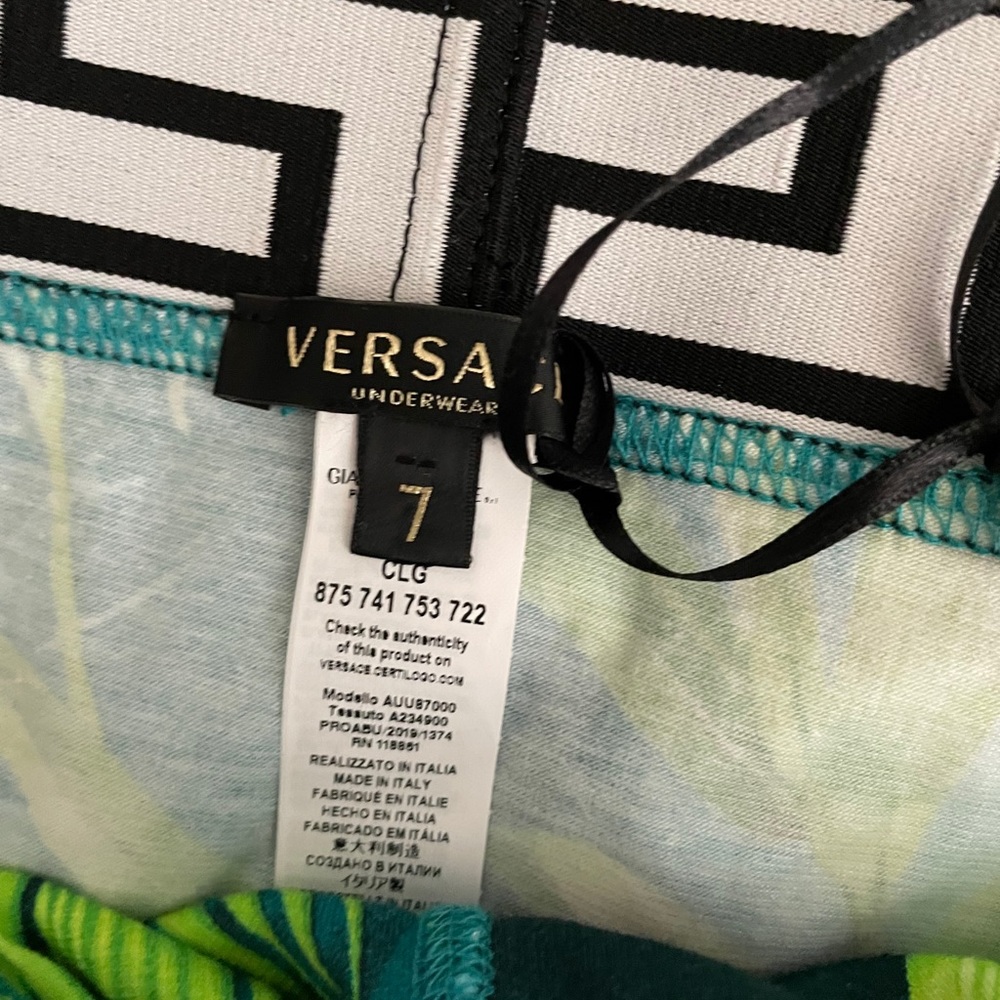 VERSA
UNDERWEAR
7
GIA
CLG
875 741 753 722
Check the authenticity
of this product on
VERSACE.CERTILOGO.COM
Modello AUU87000
Tessuto A234900
PROABU/2019/1374
RN 118861
REALIZZATO IN ITALIA
MADE IN ITALY
FABRIQUÉ EN ITALIE
HECHO EN ITALIA
FABRICADO EM ITÁLIA
意大利制造
СОЗДАНО В ИТАЛИИ
イタリア製